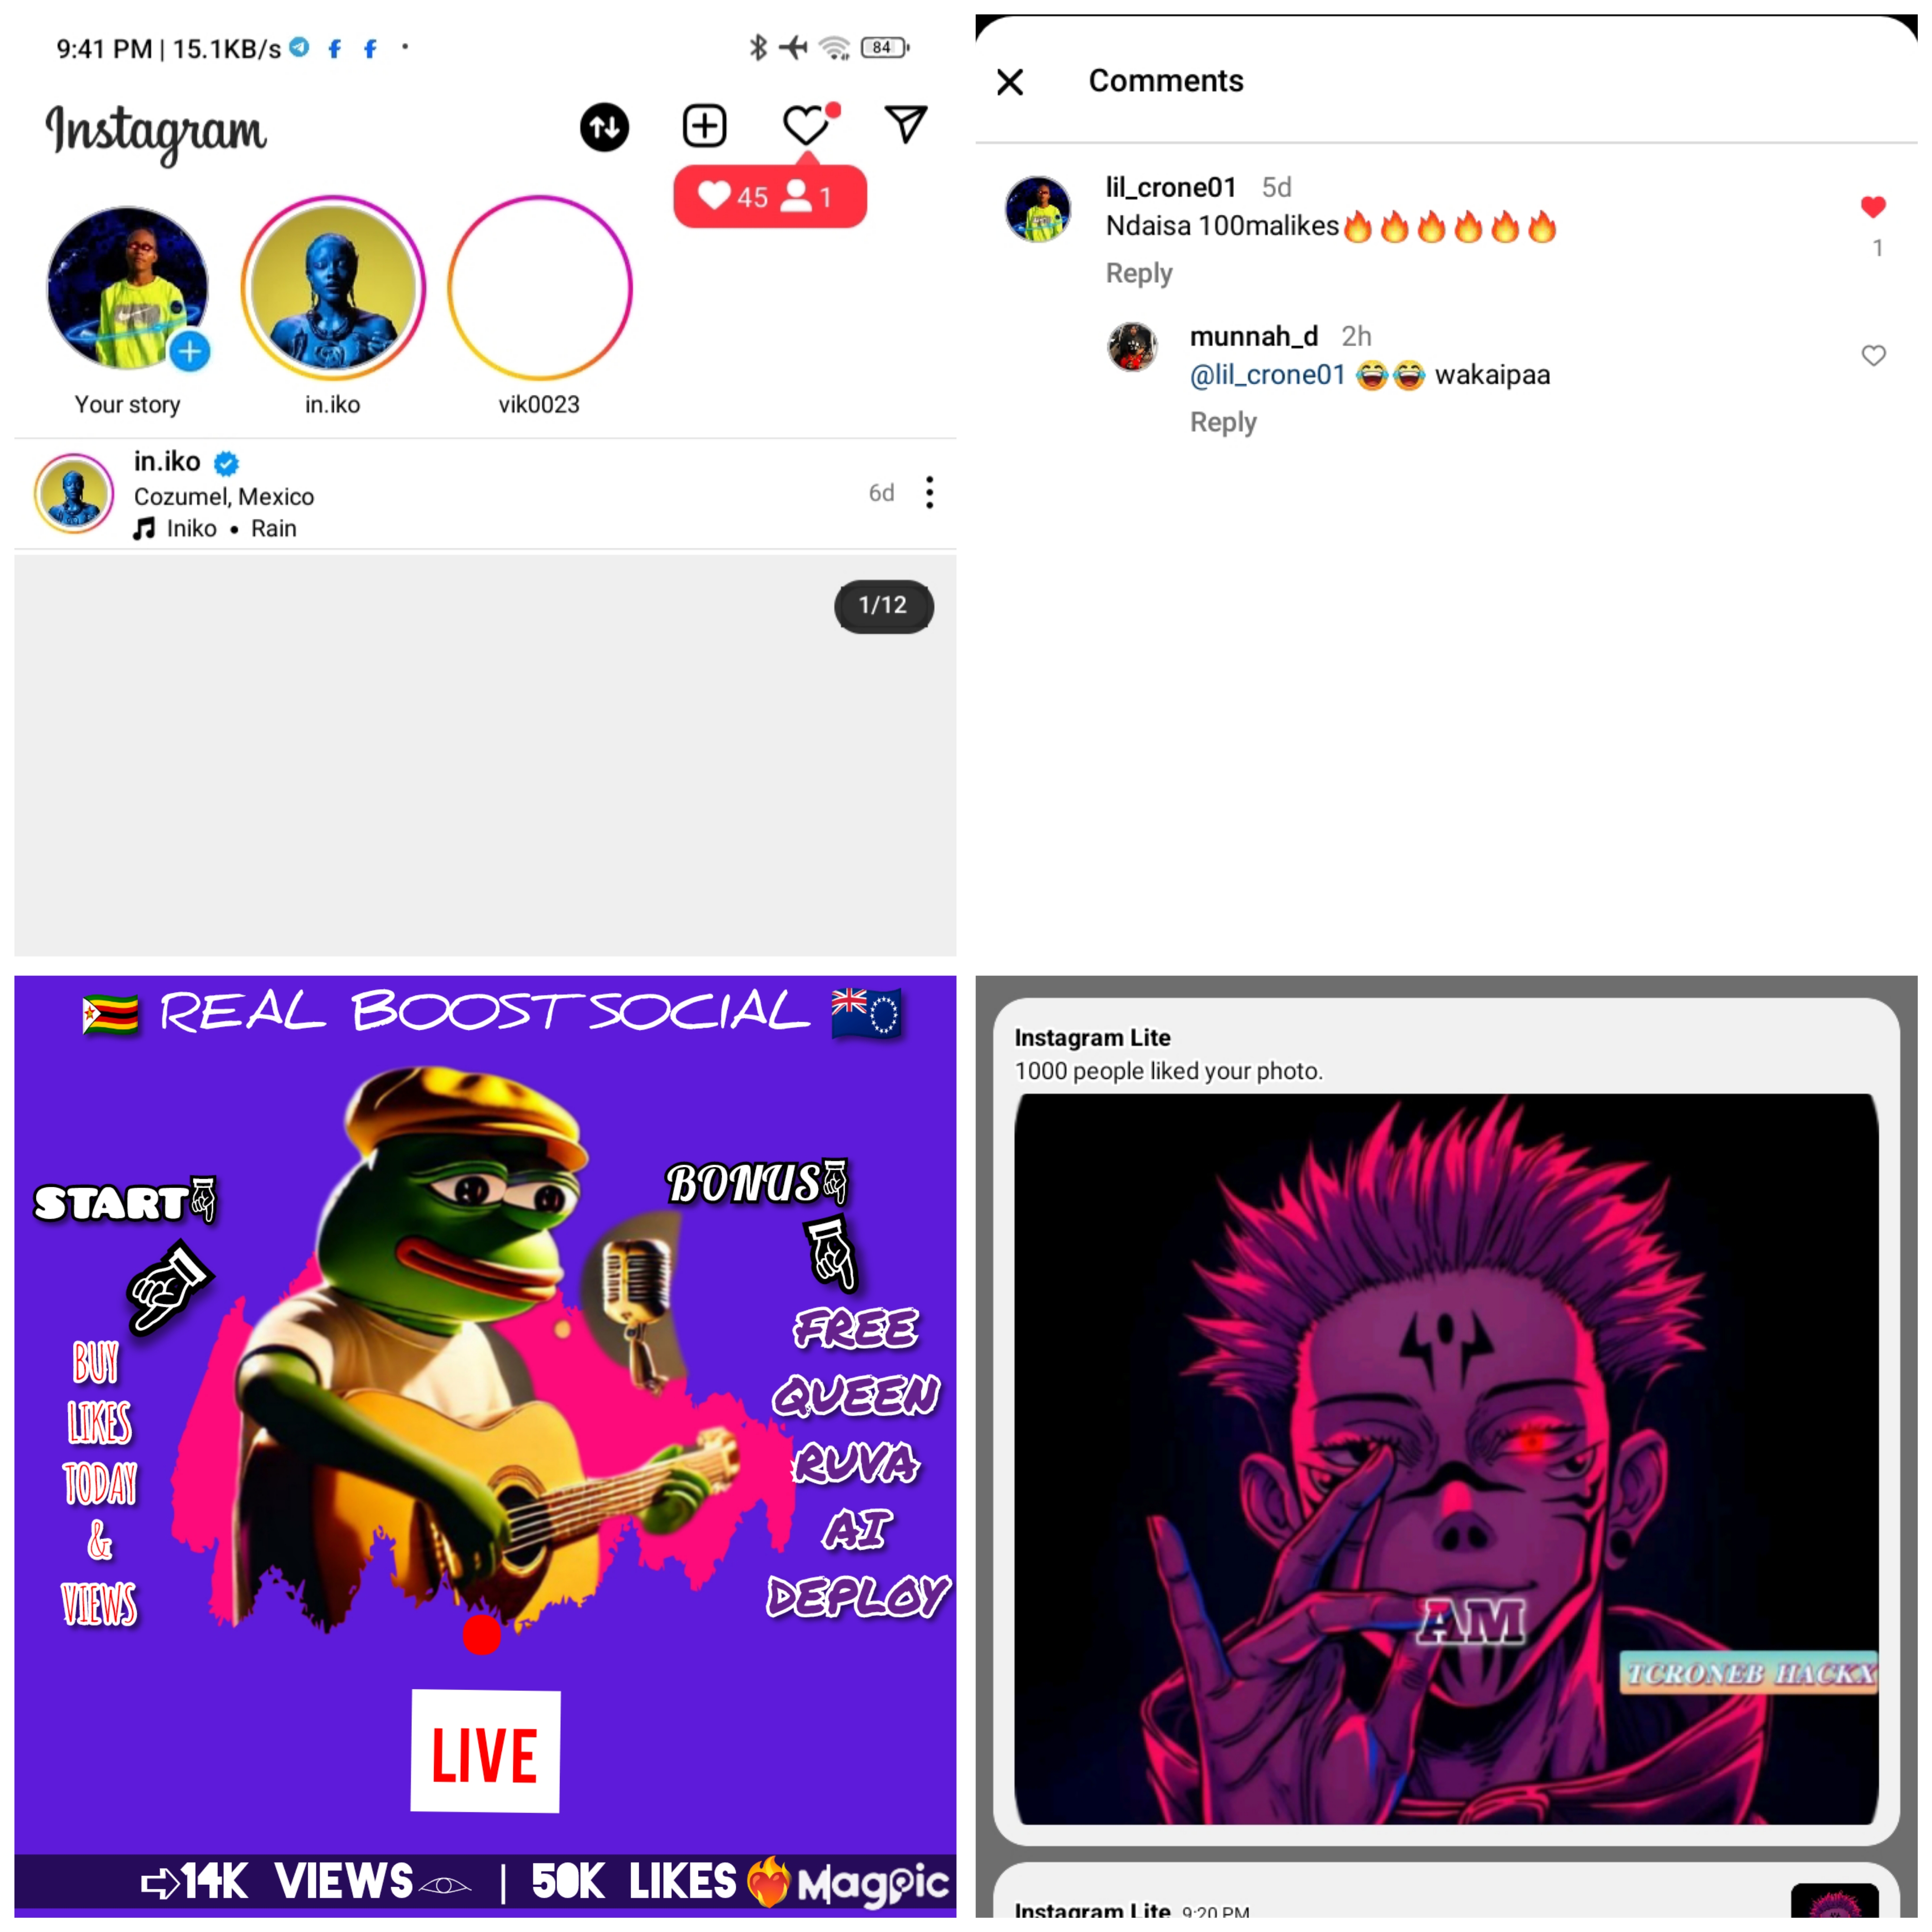 9:41 PM | 15.1KB/s
84
Instagram
45 1
Your story
in.iko
vik0023
in.iko
Cozumel, Mexico
Iniko • Rain
6d
1/12
Comments
lil_crone01 5d
Ndaisa 100malikes🔥🔥🔥🔥🔥🔥
1
Reply
munnah_d 2h
@lil_crone01 😂😂 wakaipaa
Reply
🇿🇼 REAL BOOST SOCIAL 🇨🇰
START
BUY
LIKES
TODAY
&
VIEWS
BONUS
FREE
QUEEN
RUVA
AI
DEPLOY
LIVE
14K VIEWS | 50K LIKES ❤️‍🔥 Magpic
Instagram Lite
1000 people liked your photo.
AM
TCRONEB HACKX
Instagram Lite 9:20 PM